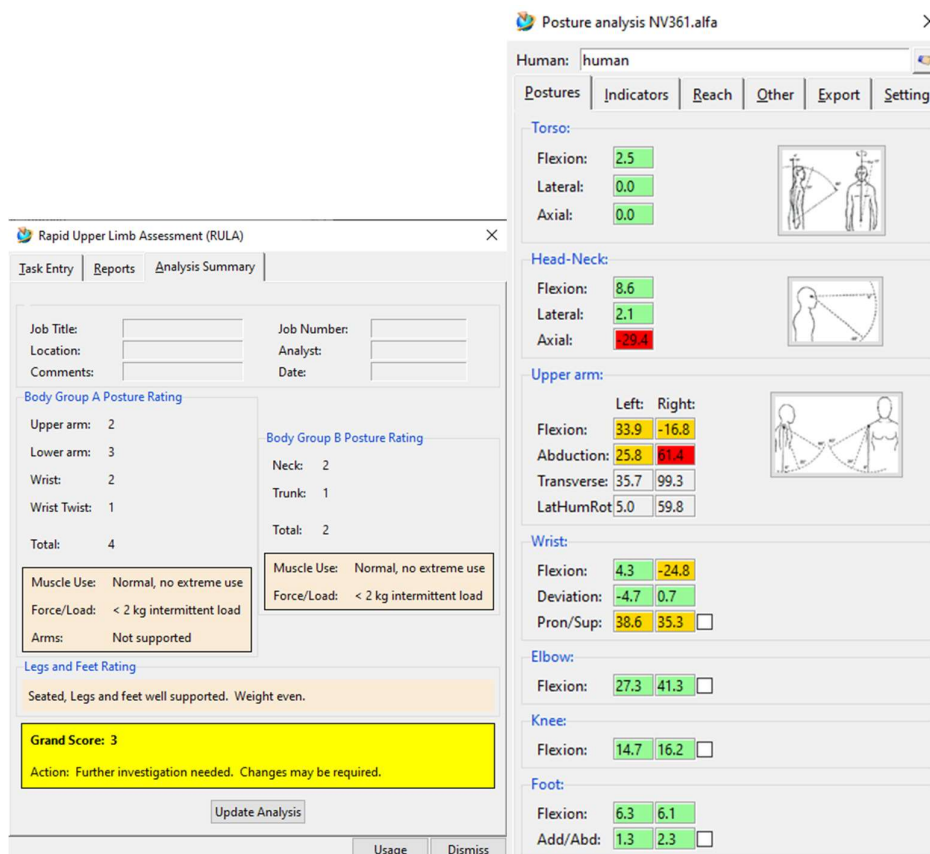 Rapid Upper Limb Assessment (RULA)
Task Entry Reports Analysis Summary
Job Title: Job Number:
Location: Analyst:
Comments: Date:
Body Group A Posture Rating
Upper arm: 2
Lower arm: 3
Wrist: 2
Wrist Twist: 1
Total: 4
Muscle Use: Normal, no extreme use
Force/Load: < 2 kg intermittent load
Arms: Not supported
Body Group B Posture Rating
Neck: 2
Trunk: 1
Total: 2
Muscle Use: Normal, no extreme use
Force/Load: < 2 kg intermittent load
Legs and Feet Rating
Seated, Legs and feet well supported. Weight even.
Grand Score: 3
Action: Further investigation needed. Changes may be required.
Update Analysis
Usage Dismiss
Posture analysis NV361.alfa
Human: human
Postures Indicators Reach Other Export Setting
Torso:
Flexion: 2.5
Lateral: 0.0
Axial: 0.0
Head-Neck:
Flexion: 8.6
Lateral: 2.1
Axial: -29.4
Upper arm:
Left: Right:
Flexion: 33.9 -16.8
Abduction: 25.8 61.4
Transverse: 35.7 99.3
LatHumRot 5.0 59.8
Wrist:
Flexion: 4.3 -24.8
Deviation: -4.7 0.7
Pron/Sup: 38.6 35.3
Elbow:
Flexion: 27.3 41.3
Knee:
Flexion: 14.7 16.2
Foot:
Flexion: 6.3 6.1
Add/Abd: 1.3 2.3